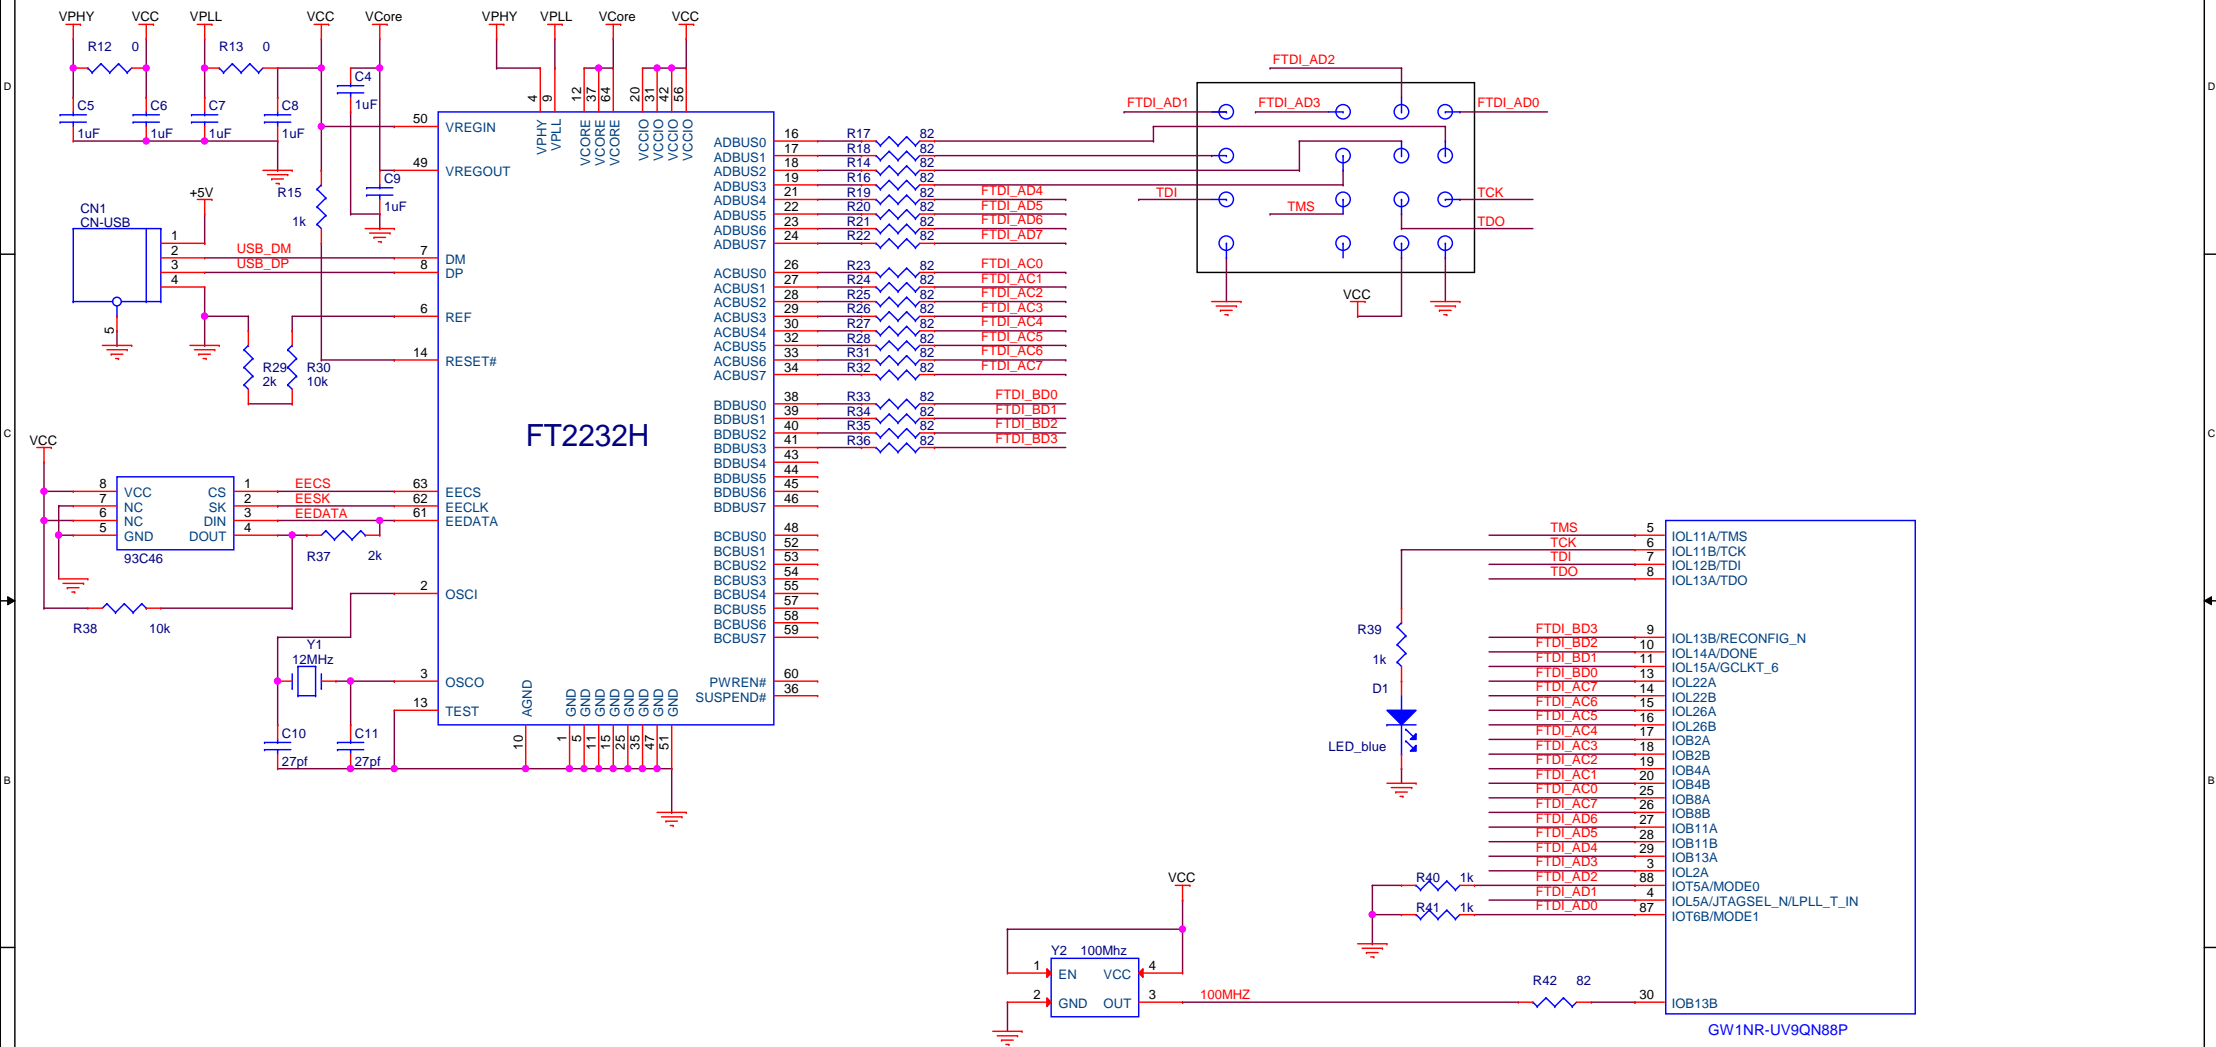 VPHY VCC VPLL VCC VCore
R12 0 R13 0
C5 1uF
C6 1uF
C7 1uF
C8 1uF
C4 1uF
C9 1uF
R15 1k
+5V
CN1
CN-USB
1
2 USB_DM
3 USB_DP
4
5
R29 2k
R30 10k
VCC
8 VCC CS 1 EECS
7 NC SK 2 EESK
6 NC DIN 3 EEDATA
5 GND DOUT 4
93C46
R37 2k
R38 10k
Y1
12MHz
C10 27pf
C11 27pf
VPHY VPLL VCore VCC
4 VPHY
9 VPLL
12 VCORE
37 VCORE
64 VCORE
20 VCCIO
31 VCCIO
42 VCCIO
56 VCCIO
50 VREGIN
49 VREGOUT
7 DM
8 DP
6 REF
14 RESET#
FT2232H
63 EECS
62 EECLK
61 EEDATA
2 OSCI
3 OSCO
13 TEST
AGND 10
GND 1
GND 5
GND 11
GND 15
GND 25
GND 35
GND 47
GND 51
ADBUS0 16 R17 82
ADBUS1 17 R18 82
ADBUS2 18 R14 82
ADBUS3 19 R16 82
ADBUS4 21 R19 82 FTDI_AD4
ADBUS5 22 R20 82 FTDI_AD5
ADBUS6 23 R21 82 FTDI_AD6
ADBUS7 24 R22 82 FTDI_AD7
ACBUS0 26 R23 82 FTDI_AC0
ACBUS1 27 R24 82 FTDI_AC1
ACBUS2 28 R25 82 FTDI_AC2
ACBUS3 29 R26 82 FTDI_AC3
ACBUS4 30 R27 82 FTDI_AC4
ACBUS5 32 R28 82 FTDI_AC5
ACBUS6 33 R31 82 FTDI_AC6
ACBUS7 34 R32 82 FTDI_AC7
BDBUS0 38 R33 82 FTDI_BD0
BDBUS1 39 R34 82 FTDI_BD1
BDBUS2 40 R35 82 FTDI_BD2
BDBUS3 41 R36 82 FTDI_BD3
BDBUS4 43
BDBUS5 44
BDBUS6 45
BDBUS7 46
BCBUS0 48
BCBUS1 52
BCBUS2 53
BCBUS3 54
BCBUS4 55
BCBUS5 57
BCBUS6 58
BCBUS7 59
PWREN# 60
SUSPEND# 36
FTDI_AD2
FTDI_AD1 FTDI_AD3 FTDI_AD0
TDI TCK
TMS TDO
VCC
TMS 5 IOL11A/TMS
TCK 6 IOL11B/TCK
TDI 7 IOL12B/TDI
TDO 8 IOL13A/TDO
R39
1k
D1
LED_blue
FTDI_BD3 9 IOL13B/RECONFIG_N
FTDI_BD2 10 IOL14A/DONE
FTDI_BD1 11 IOL15A/GCLKT_6
FTDI_BD0 13 IOL22A
FTDI_AC7 14 IOL22B
FTDI_AC6 15 IOL26A
FTDI_AC5 16 IOL26B
FTDI_AC4 17 IOB2A
FTDI_AC3 18 IOB2B
FTDI_AC2 19 IOB4A
FTDI_AC1 20 IOB4B
FTDI_AC0 25 IOB8A
FTDI_AC7 26 IOB8B
FTDI_AD6 27 IOB11A
FTDI_AD5 28 IOB11B
FTDI_AD4 29 IOB13A
FTDI_AD3 3 IOL2A
R40 1k FTDI_AD2 88 IOT5A/MODE0
FTDI_AD1 4 IOL5A/JTAGSEL_N/LPLL_T_IN
R41 1k FTDI_AD0 87 IOT6B/MODE1
VCC
Y2 100Mhz
1 EN VCC 4
2 GND OUT 3 100MHZ
R42 82 30 IOB13B
GW1NR-UV9QN88P
D D
C C
B B